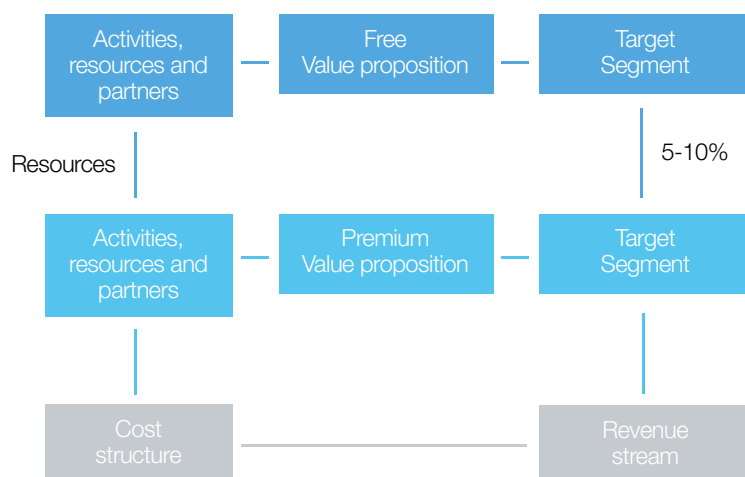 Activities,
resources and
partners
Free
Value proposition
Target
Segment
Resources
5-10%
Activities,
resources and
partners
Premium
Value proposition
Target
Segment
Cost
structure
Revenue
stream